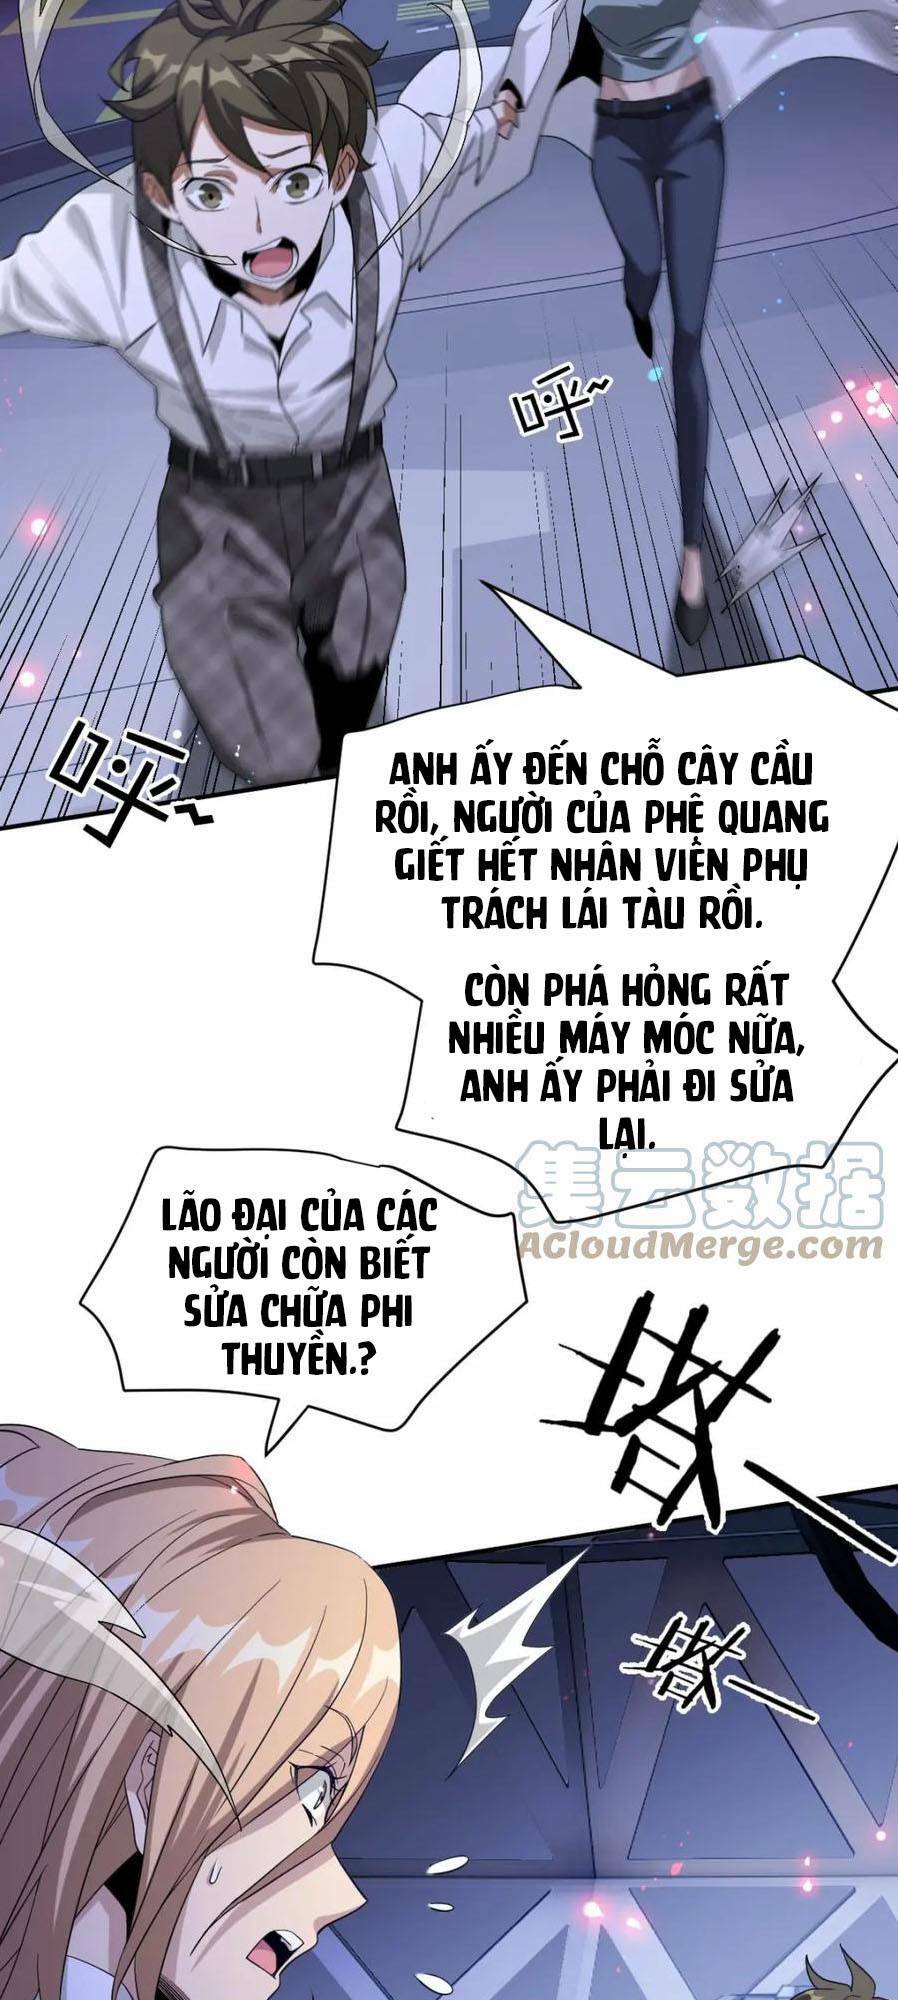 呼~
呼~
ANH ẤY ĐẾN CHỖ CÂY CẦU
RỒI, NGƯỜI CỦA PHỆ QUANG
GIẾT HẾT NHÂN VIÊN PHỤ
TRÁCH LÁI TÀU RỒI.
CÒN PHÁ HỎNG RẤT
NHIỀU MÁY MÓC NỮA,
ANH ẤY PHẢI ĐI SỬA
LẠI.
集云数据
ACloudMerge.com
LÃO ĐẠI CỦA CÁC
NGƯỜI CÒN BIẾT
SỬA CHỮA PHI
THUYỀN.?